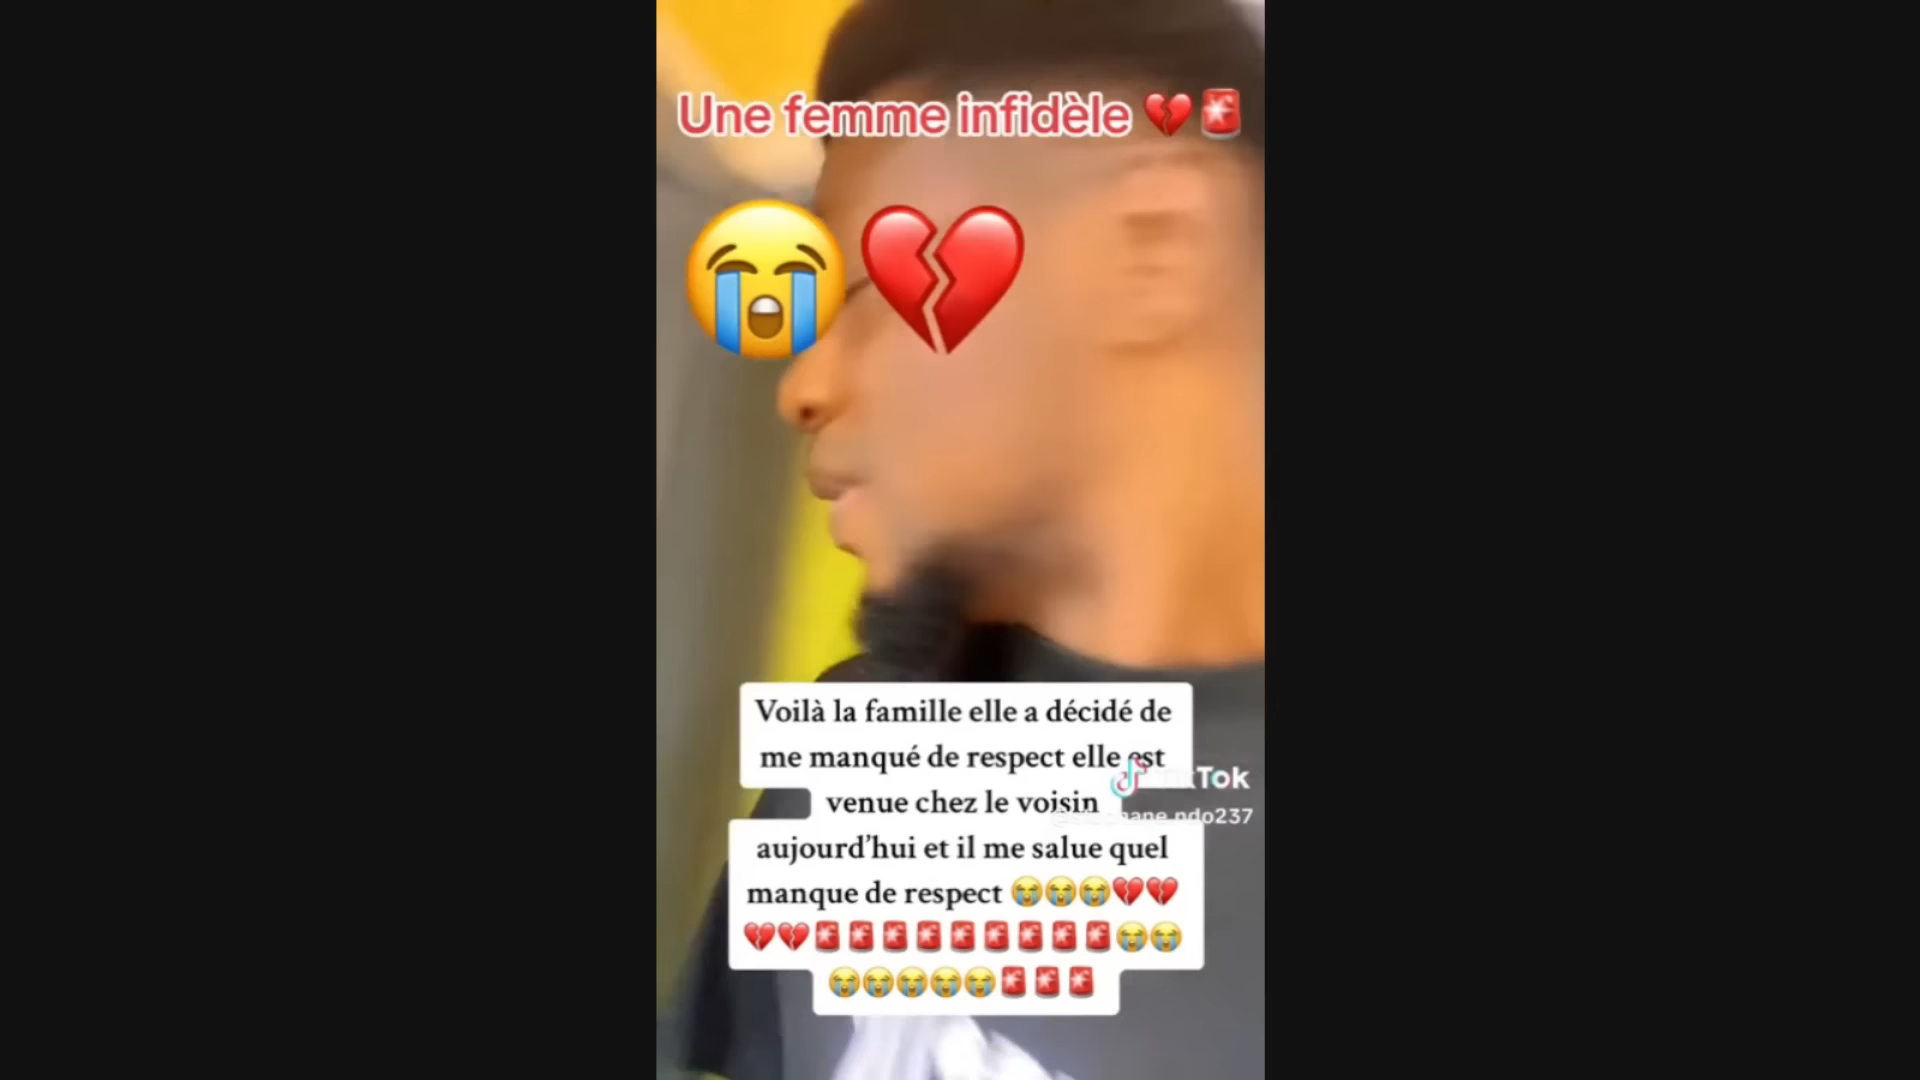 Une femme infidèle 💔🚨
😭💔
Voilà la famille elle a décidé de
me manqué de respect elle est
venue chez le voisin
aujourd’hui et il me salue quel
manque de respect 😭😭😭💔💔
💔💔🚨🚨🚨🚨🚨🚨🚨🚨🚨😭😭
😭😭😭😭😭🚨🚨🚨
TikTok